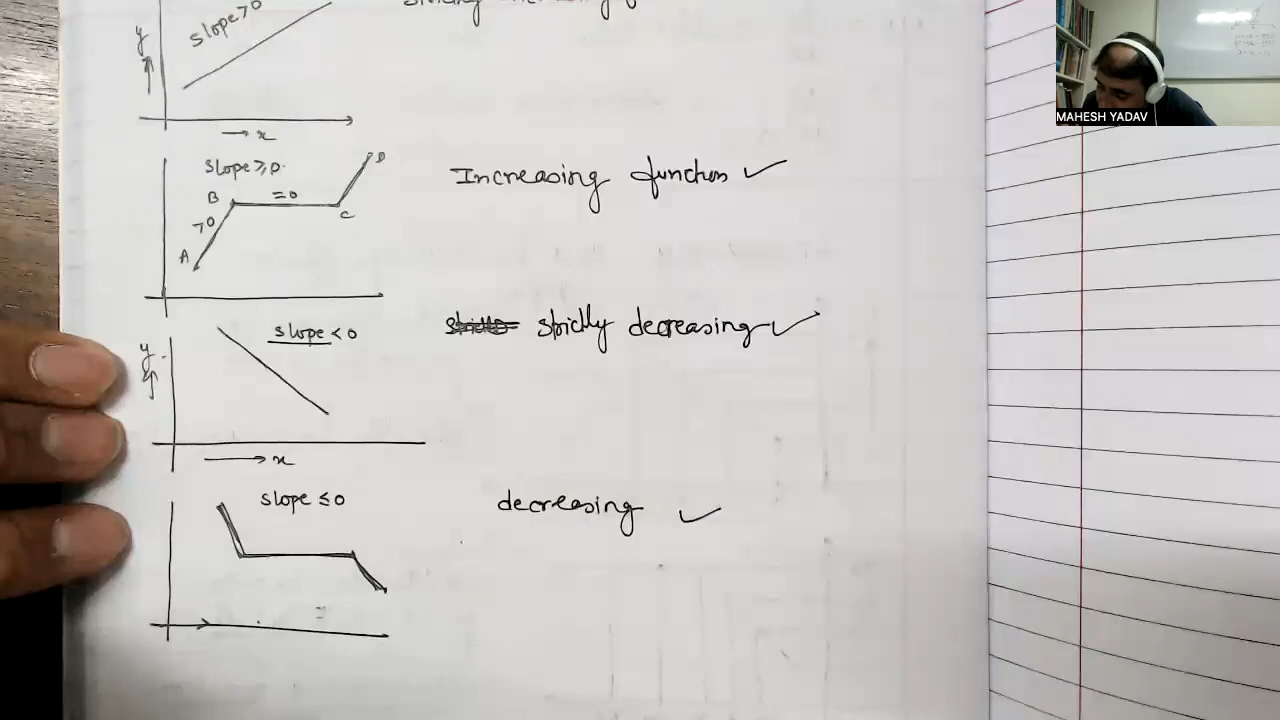 slope>0
y
x
slope ≥ 0
B
=0
D
C
>0
A
Increasing function ✓
slope < 0
strictly decreasing ✓
y
x
slope ≤ 0
decreasing ✓
MAHESH YADAV